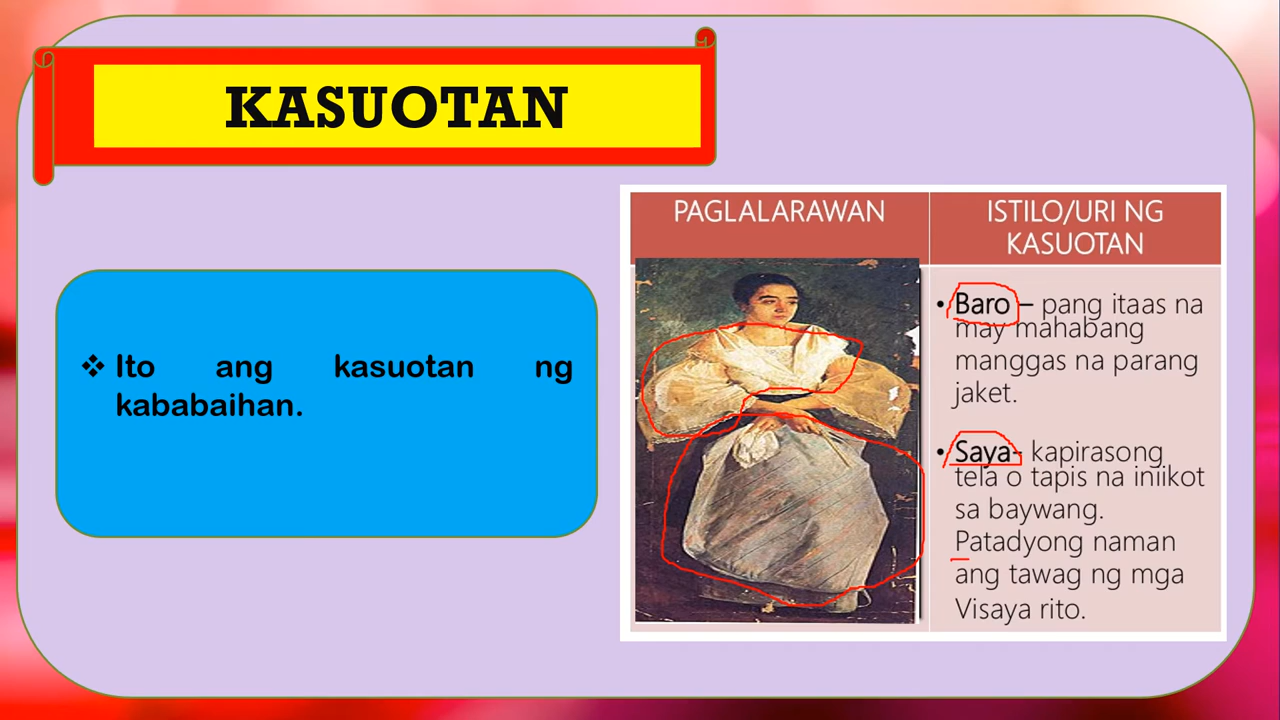 KASUOTAN
❖ Ito ang kasuotan ng
kababaihan.
PAGLALARAWAN
ISTILO/URI NG
KASUOTAN
• Baro – pang itaas na
may mahabang
manggas na parang
jaket.
• Saya- kapirasong
tela o tapis na iniikot
sa baywang.
Patadyong naman
ang tawag ng mga
Visaya rito.